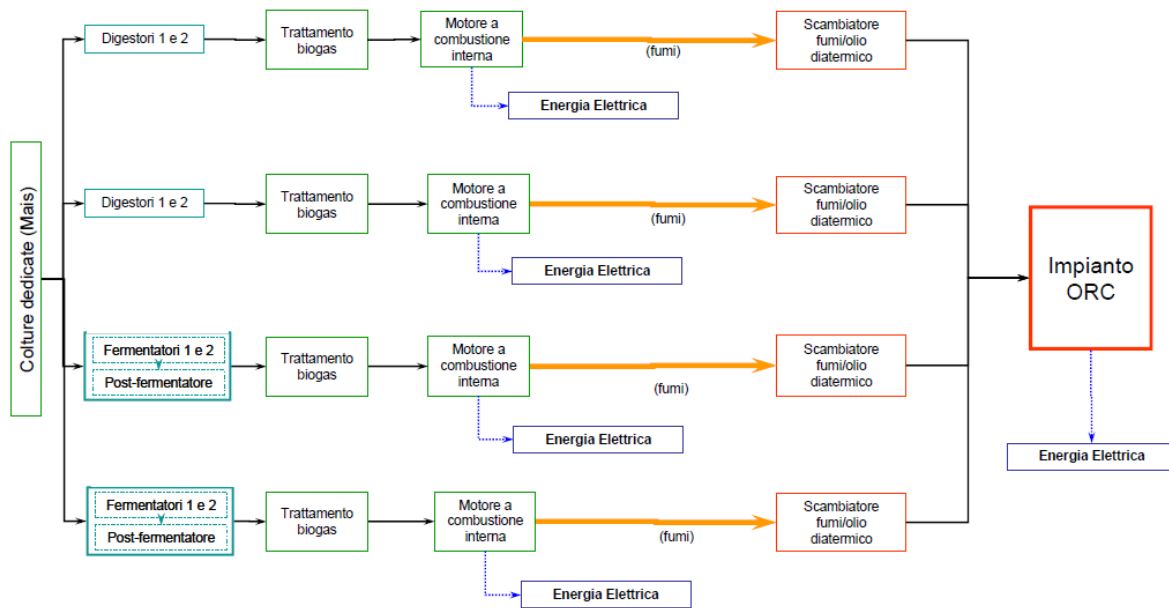 Colture dedicate (Mais)
Digestori 1 e 2
Trattamento
biogas
Motore a
combustione
interna
(fumi)
Scambiatore
fumi/olio
diatermico
Energia Elettrica
Digestori 1 e 2
Trattamento
biogas
Motore a
combustione
interna
(fumi)
Scambiatore
fumi/olio
diatermico
Energia Elettrica
Fermentatori 1 e 2
Post-fermentatore
Trattamento
biogas
Motore a
combustione
interna
(fumi)
Scambiatore
fumi/olio
diatermico
Energia Elettrica
Fermentatori 1 e 2
Post-fermentatore
Trattamento
biogas
Motore a
combustione
interna
(fumi)
Scambiatore
fumi/olio
diatermico
Energia Elettrica
Impianto
ORC
Energia Elettrica